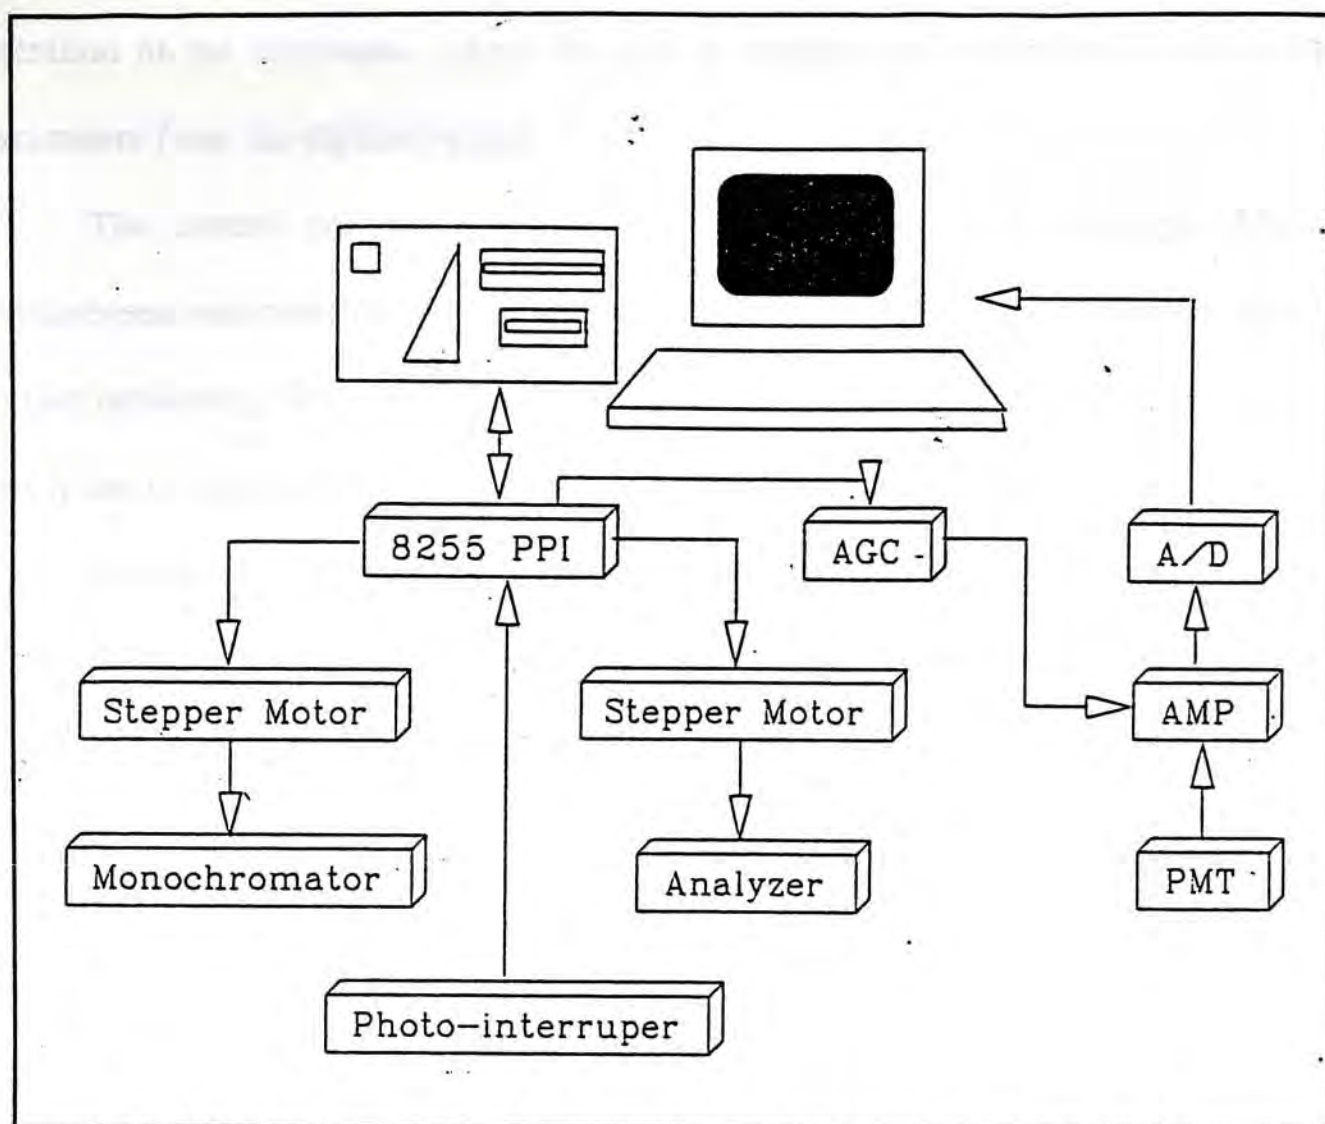 8255 PPI
AGC
A/D
Stepper Motor
Stepper Motor
AMP
Monochromator
Analyzer
PMT
Photo-interruper